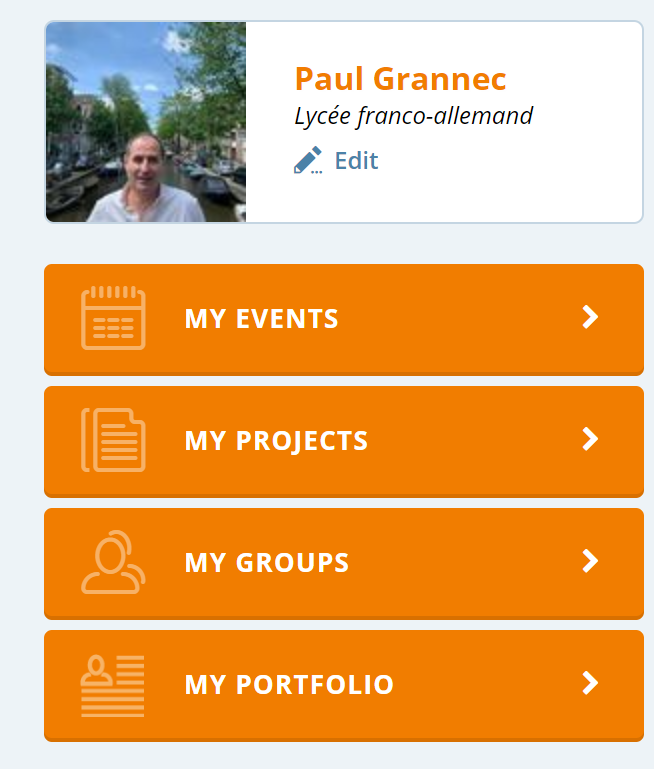 Paul Grannec
Lycée franco-allemand
Edit
MY EVENTS
MY PROJECTS
MY GROUPS
MY PORTFOLIO